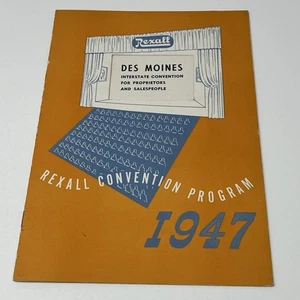 Rexall
DES MOINES
INTERSTATE CONVENTION
FOR PROPRIETORS
AND SALESPEOPLE
REXALL CONVENTION PROGRAM
1947